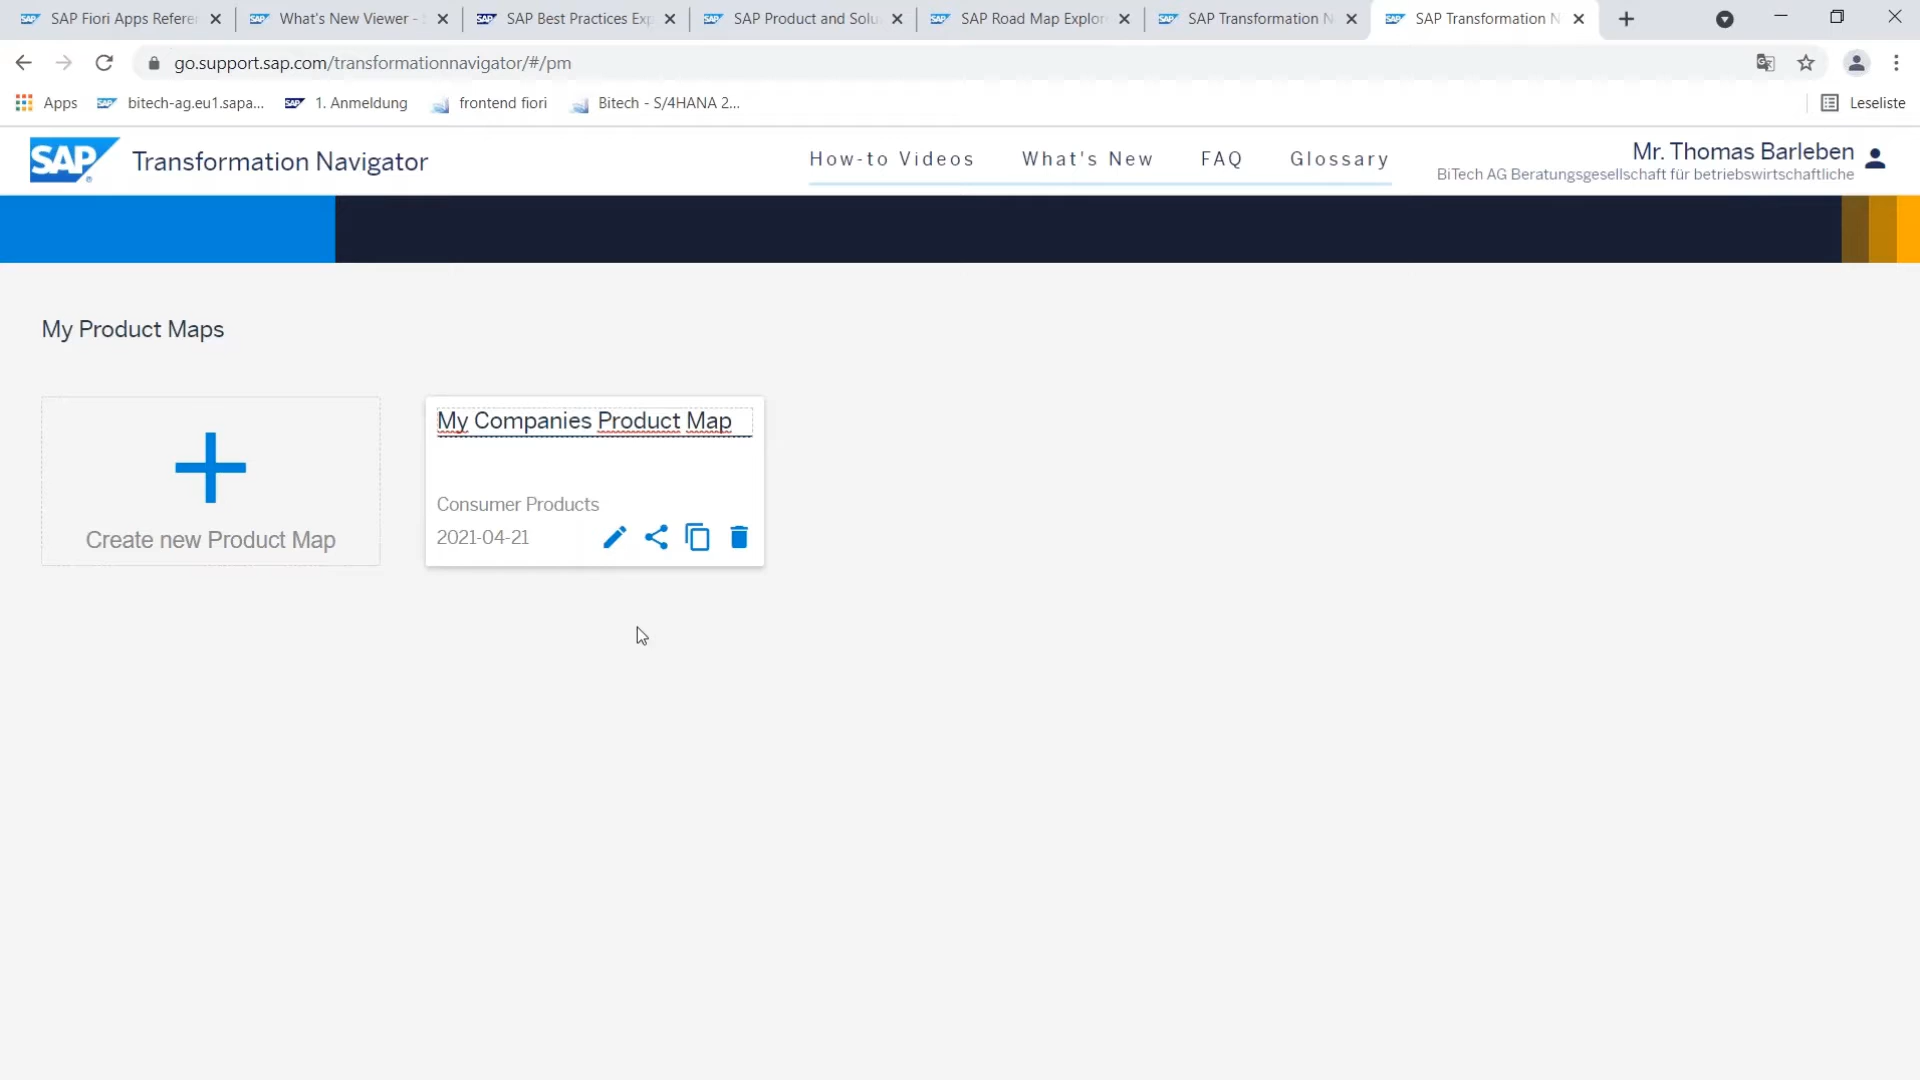 SAP Fiori Apps Refere
What's New Viewer -
SAP Best Practices Exp
SAP Product and Solu
SAP Road Map Explor
SAP Transformation N
SAP Transformation N
go.support.sap.com/transformationnavigator/#/pm
Apps
bitech-ag.eu1.sapa...
1. Anmeldung
frontend fiori
Bitech - S/4HANA 2...
Leseliste
SAP
Transformation Navigator
How-to Videos
What's New
FAQ
Glossary
Mr. Thomas Barleben
BiTech AG Beratungsgesellschaft für betriebswirtschaftliche
My Product Maps
Create new Product Map
My Companies Product Map
Consumer Products
2021-04-21